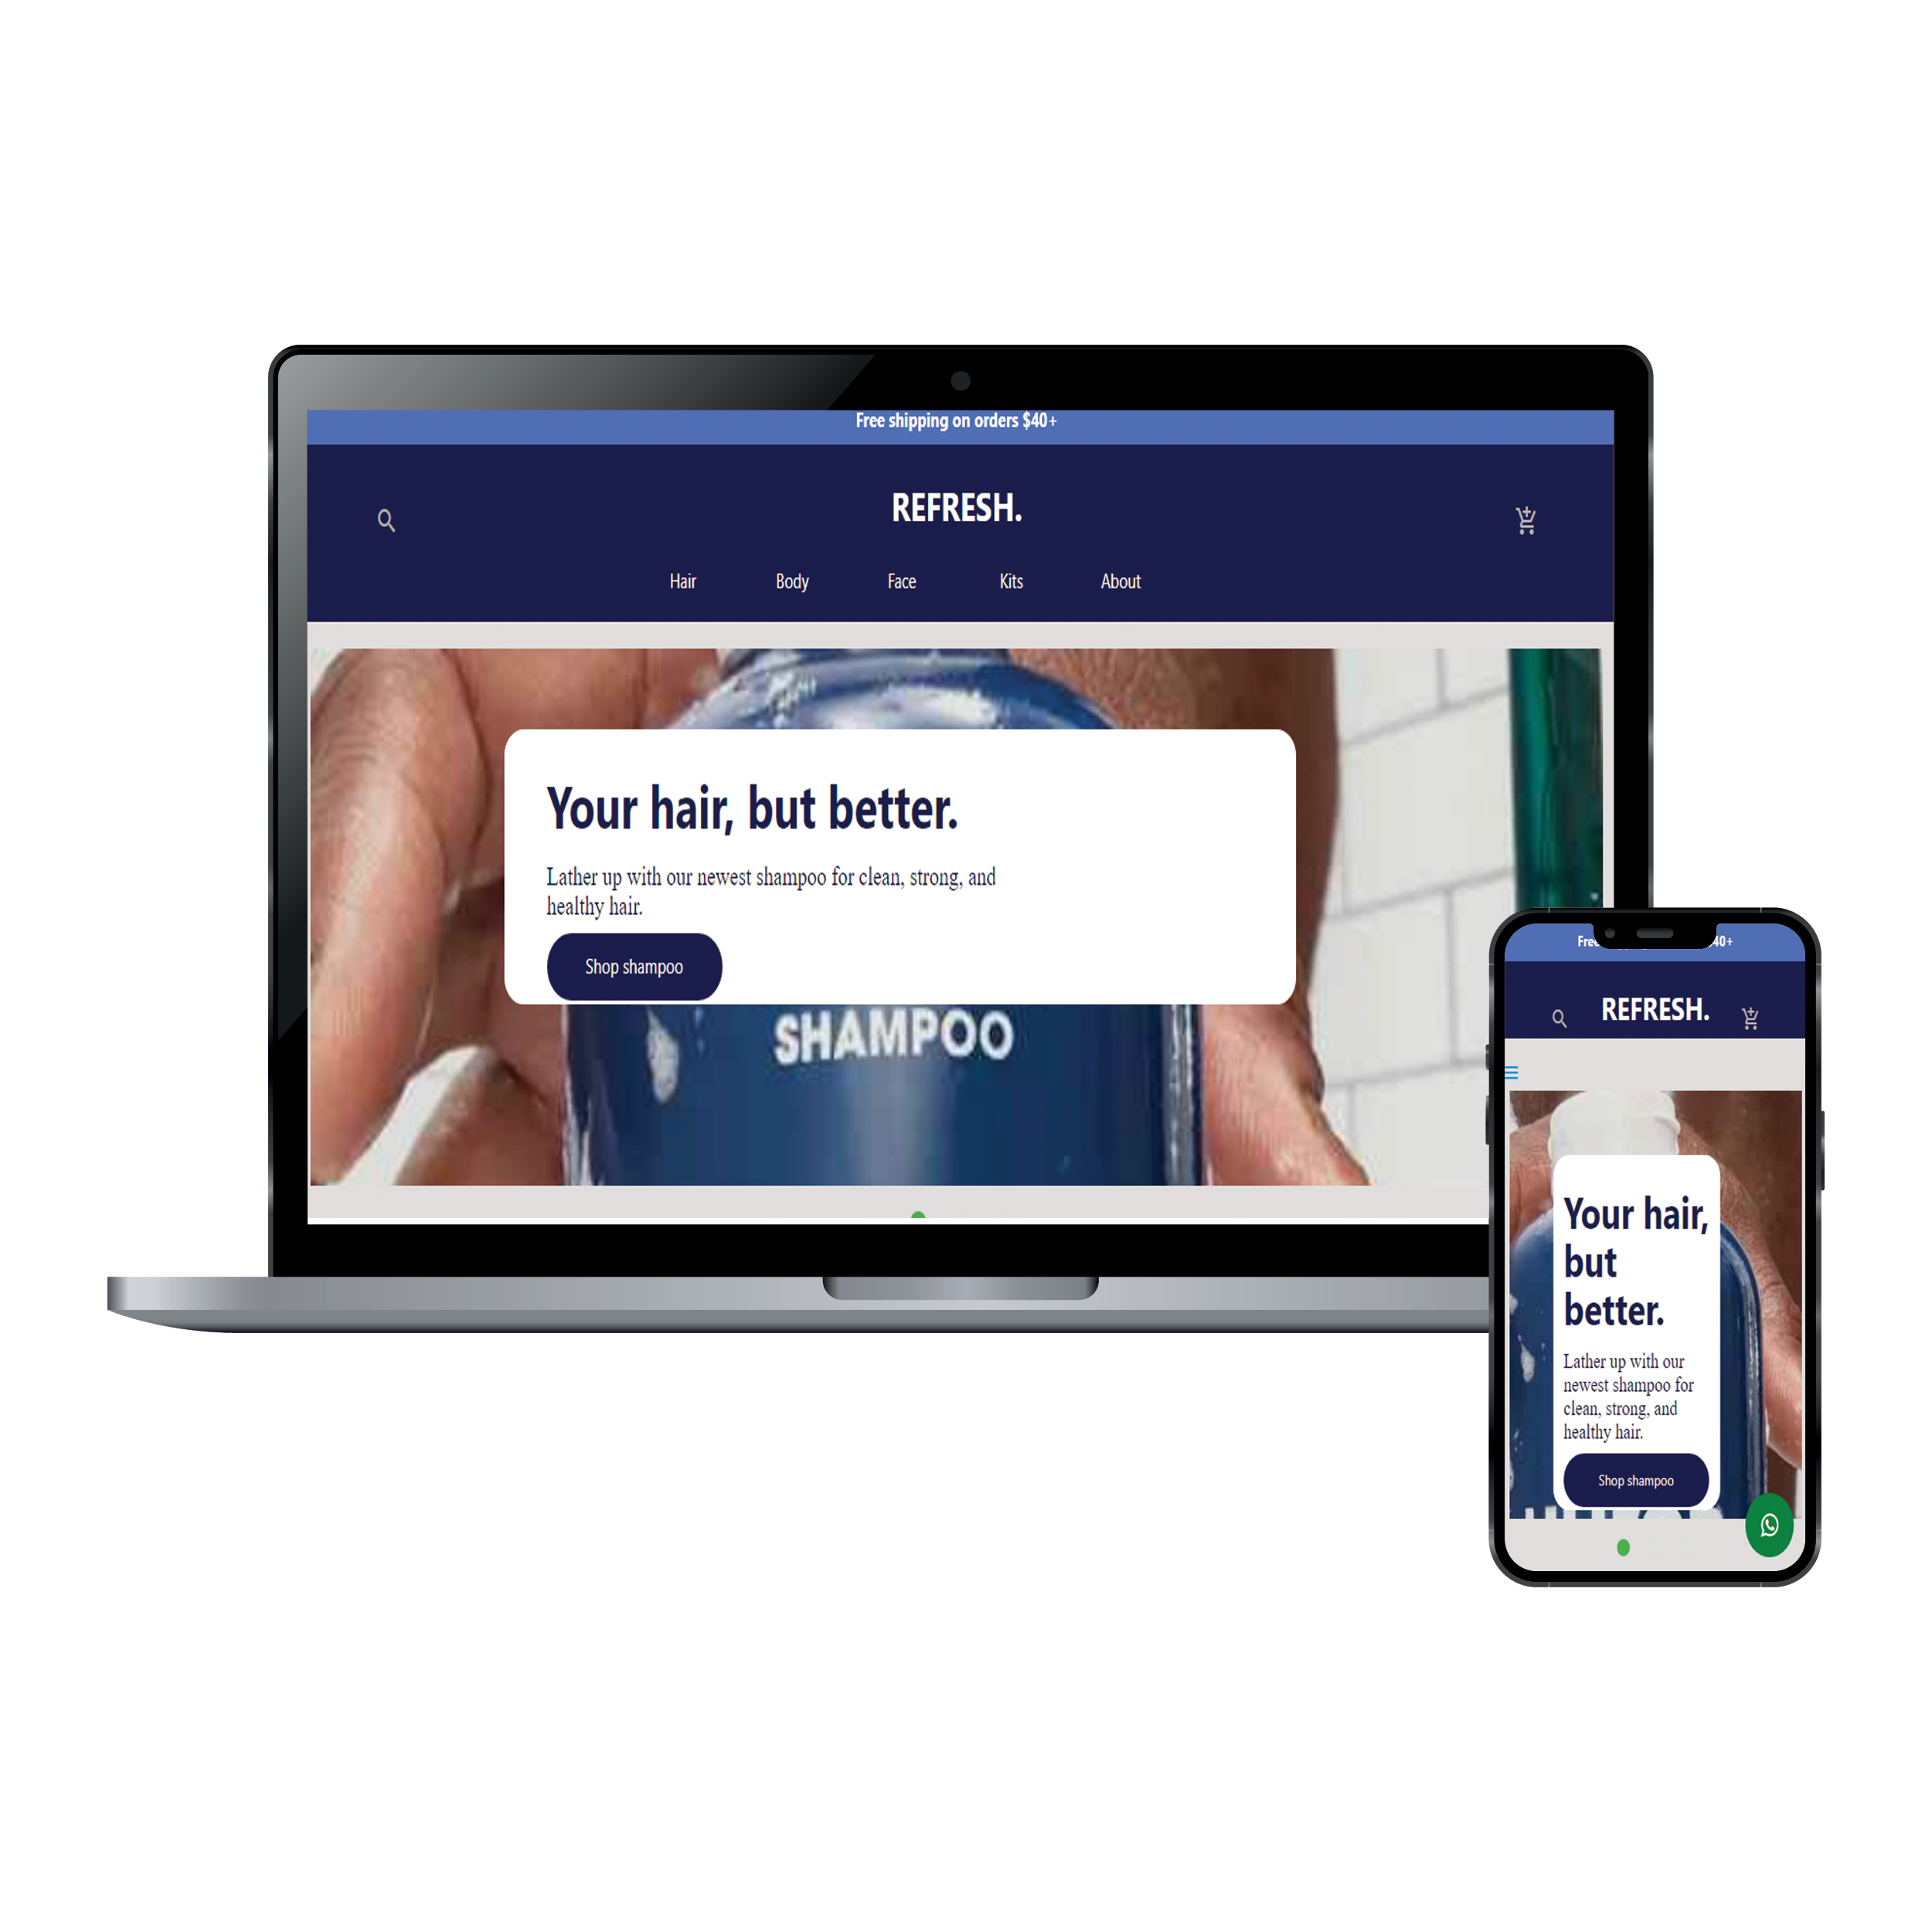 Free shipping on orders $40+
REFRESH.
Hair Body Face Kits About
Your hair, but better.
Lather up with our newest shampoo for clean, strong, and
healthy hair.
Shop shampoo
SHAMPOO
Free 40+
REFRESH.
Your hair,
but
better.
Lather up with our
newest shampoo for
clean, strong, and
healthy hair.
Shop shampoo